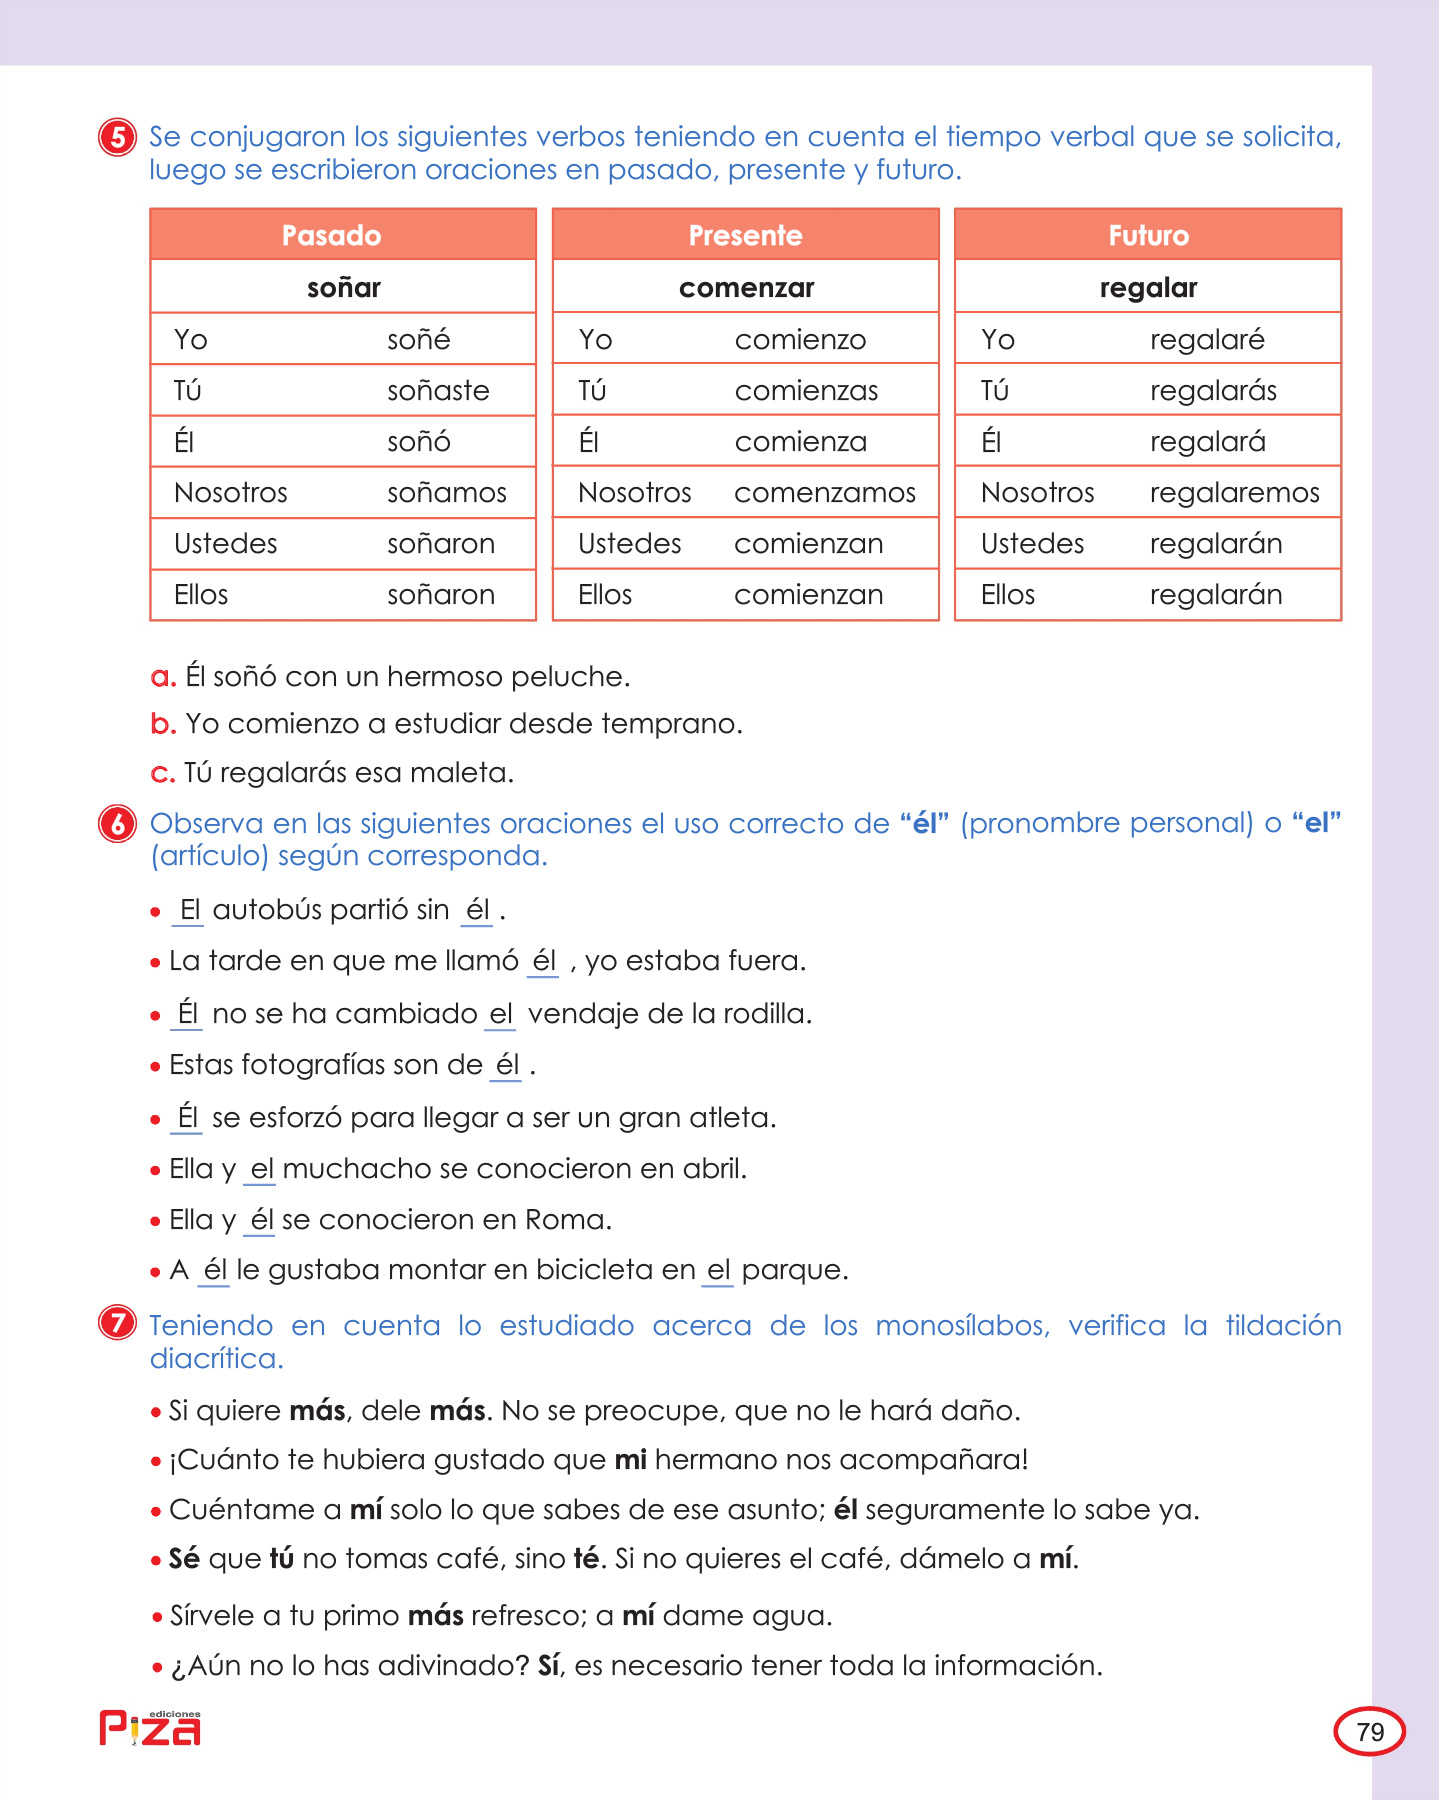 5 Se conjugaron los siguientes verbos teniendo en cuenta el tiempo verbal que se solicita,
luego se escribieron oraciones en pasado, presente y futuro.
Pasado Presente Futuro
soñar comenzar regalar
Yo soñé Yo comienzo Yo regalaré
Tú soñaste Tú comienzas Tú regalarás
Él soñó Él comienza Él regalará
Nosotros soñamos Nosotros comenzamos Nosotros regalaremos
Ustedes soñaron Ustedes comienzan Ustedes regalarán
Ellos soñaron Ellos comienzan Ellos regalarán
a. Él soñó con un hermoso peluche.
b. Yo comienzo a estudiar desde temprano.
c. Tú regalarás esa maleta.
6 Observa en las siguientes oraciones el uso correcto de “él” (pronombre personal) o “el”
(artículo) según corresponda.
• El autobús partió sin él .
• La tarde en que me llamó él , yo estaba fuera.
• Él no se ha cambiado el vendaje de la rodilla.
• Estas fotografías son de él .
• Él se esforzó para llegar a ser un gran atleta.
• Ella y el muchacho se conocieron en abril.
• Ella y él se conocieron en Roma.
• A él le gustaba montar en bicicleta en el parque.
7 Teniendo en cuenta lo estudiado acerca de los monosílabos, verifica la tildación
diacrítica.
• Si quiere más, dele más. No se preocupe, que no le hará daño.
• ¡Cuánto te hubiera gustado que mi hermano nos acompañara!
• Cuéntame a mí solo lo que sabes de ese asunto; él seguramente lo sabe ya.
• Sé que tú no tomas café, sino té. Si no quieres el café, dámelo a mí.
• Sírvele a tu primo más refresco; a mí dame agua.
• ¿Aún no lo has adivinado? Sí, es necesario tener toda la información.
ediciones
Piza
79